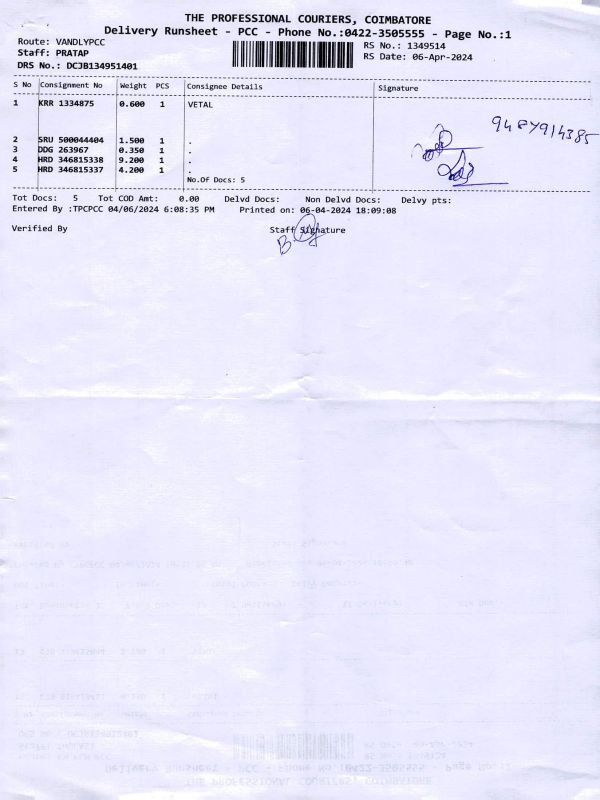 THE PROFESSIONAL COURIERS, COIMBATORE
Delivery Runsheet - PCC - Phone No.:0422-3505555 - Page No.:1
Route: VANDLYPCC
Staff: PRATAP
DRS No.: DCJB134951401
RS No.: 1349514
RS Date: 06-Apr-2024
S No Consignment No Weight PCS Consignee Details Signature
1 KRR 1334875 0.600 1 VETAL
2 SRU 500044404 1.500 1 .
3 DDG 263967 0.350 1 .
4 HRD 346815338 9.200 1 .
5 HRD 346815337 4.200 1 .
No.Of Docs: 5
Tot Docs: 5 Tot COD Amt: 0.00 Delvd Docs: Non Delvd Docs: Delvy pts:
Entered By :TPCPCC 04/06/2024 6:08:35 PM Printed on: 06-04-2024 18:09:08
Verified By Staff Signature